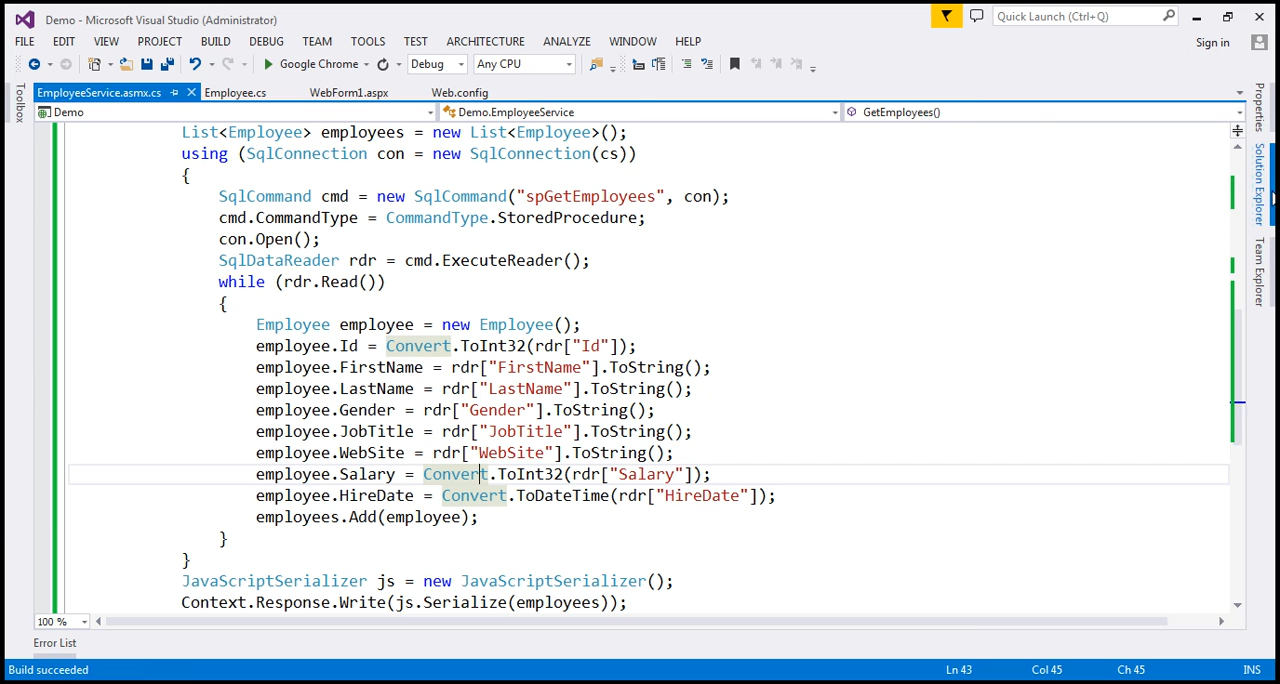 Demo - Microsoft Visual Studio (Administrator)
Quick Launch (Ctrl+Q)
FILE EDIT VIEW PROJECT BUILD DEBUG TEAM TOOLS TEST ARCHITECTURE ANALYZE WINDOW HELP
Sign in
Google Chrome Debug Any CPU
EmployeeService.asmx.cs Employee.cs WebForm1.aspx Web.config
Demo Demo.EmployeeService GetEmployees()
Toolbox
Properties
Solution Explorer
Team Explorer
List<Employee> employees = new List<Employee>();
using (SqlConnection con = new SqlConnection(cs))
{
SqlCommand cmd = new SqlCommand("spGetEmployees", con);
cmd.CommandType = CommandType.StoredProcedure;
con.Open();
SqlDataReader rdr = cmd.ExecuteReader();
while (rdr.Read())
{
Employee employee = new Employee();
employee.Id = Convert.ToInt32(rdr["Id"]);
employee.FirstName = rdr["FirstName"].ToString();
employee.LastName = rdr["LastName"].ToString();
employee.Gender = rdr["Gender"].ToString();
employee.JobTitle = rdr["JobTitle"].ToString();
employee.WebSite = rdr["WebSite"].ToString();
employee.Salary = Convert.ToInt32(rdr["Salary"]);
employee.HireDate = Convert.ToDateTime(rdr["HireDate"]);
employees.Add(employee);
}
}
JavaScriptSerializer js = new JavaScriptSerializer();
Context.Response.Write(js.Serialize(employees));
100 %
Error List
Build succeeded Ln 43 Col 45 Ch 45 INS